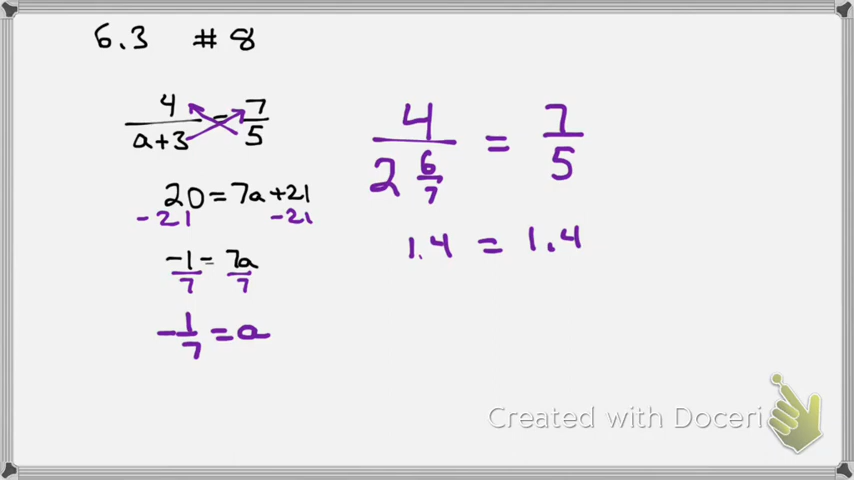 6.3 # 8
4/(a+3) = 7/5
20 = 7a + 21
-21 -21
-1 = 7a
7 7
-1/7 = a
4/(2 6/7) = 7/5
1.4 = 1.4
Created with Doceri